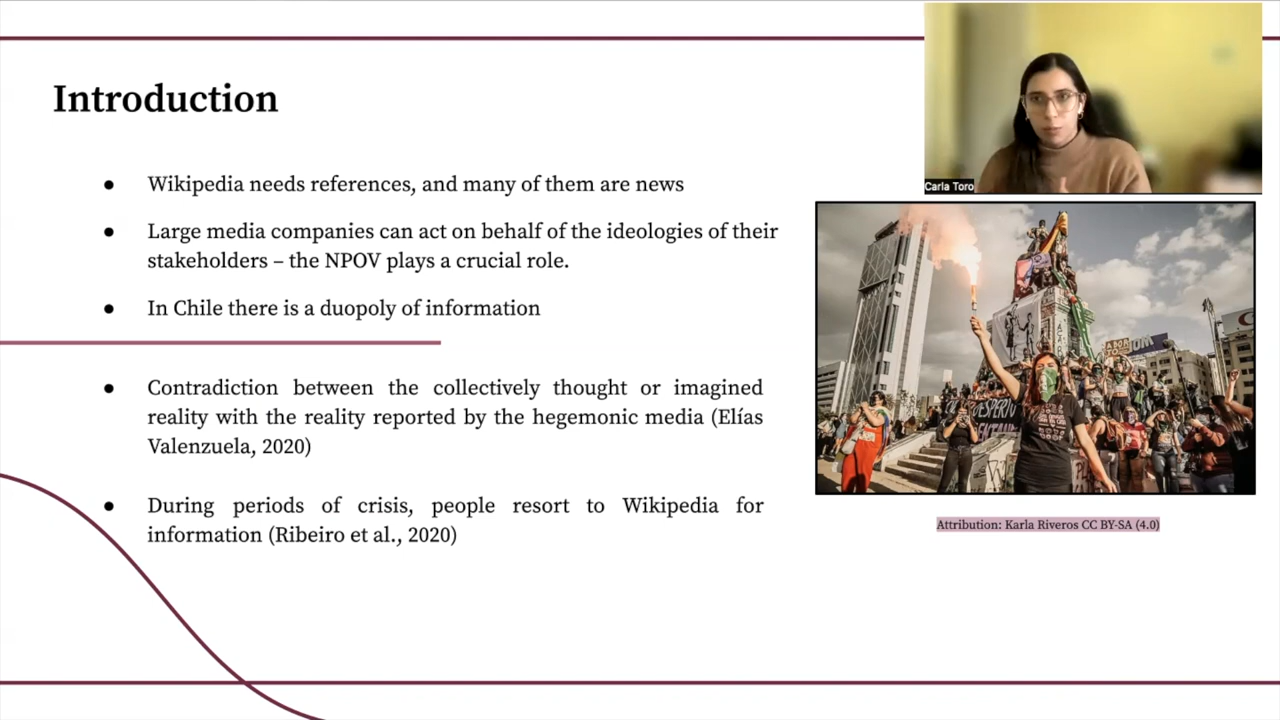 Introduction
● Wikipedia needs references, and many of them are news
● Large media companies can act on behalf of the ideologies of their
stakeholders – the NPOV plays a crucial role.
● In Chile there is a duopoly of information
● Contradiction between the collectively thought or imagined
reality with the reality reported by the hegemonic media (Elías
Valenzuela, 2020)
● During periods of crisis, people resort to Wikipedia for
information (Ribeiro et al., 2020)
Carla Toro
Attribution: Karla Riveros CC BY-SA (4.0)